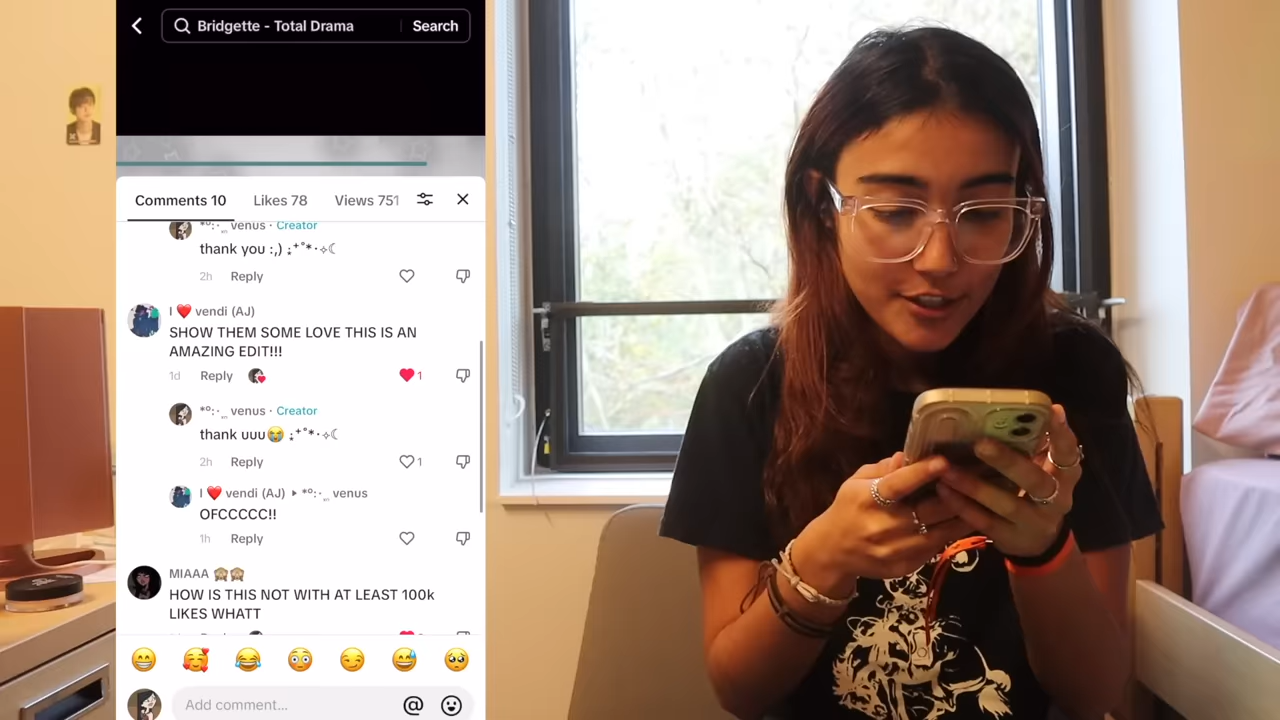 Bridgette - Total Drama
Search
Comments 10 Likes 78 Views 751
*º:·_„ venus · Creator
thank you :,) ;⁺˚*･༓☾
2h Reply
I ❤️ vendi (AJ)
SHOW THEM SOME LOVE THIS IS AN
AMAZING EDIT!!!
1d Reply 1
*º:·_„ venus · Creator
thank uuu😭 ;⁺˚*･༓☾
2h Reply 1
I ❤️ vendi (AJ) ▸ *º:·_„ venus
OFCCCCC!!
1h Reply
MIAAA 🙈🙈
HOW IS THIS NOT WITH AT LEAST 100k
LIKES WHATT
Add comment... @